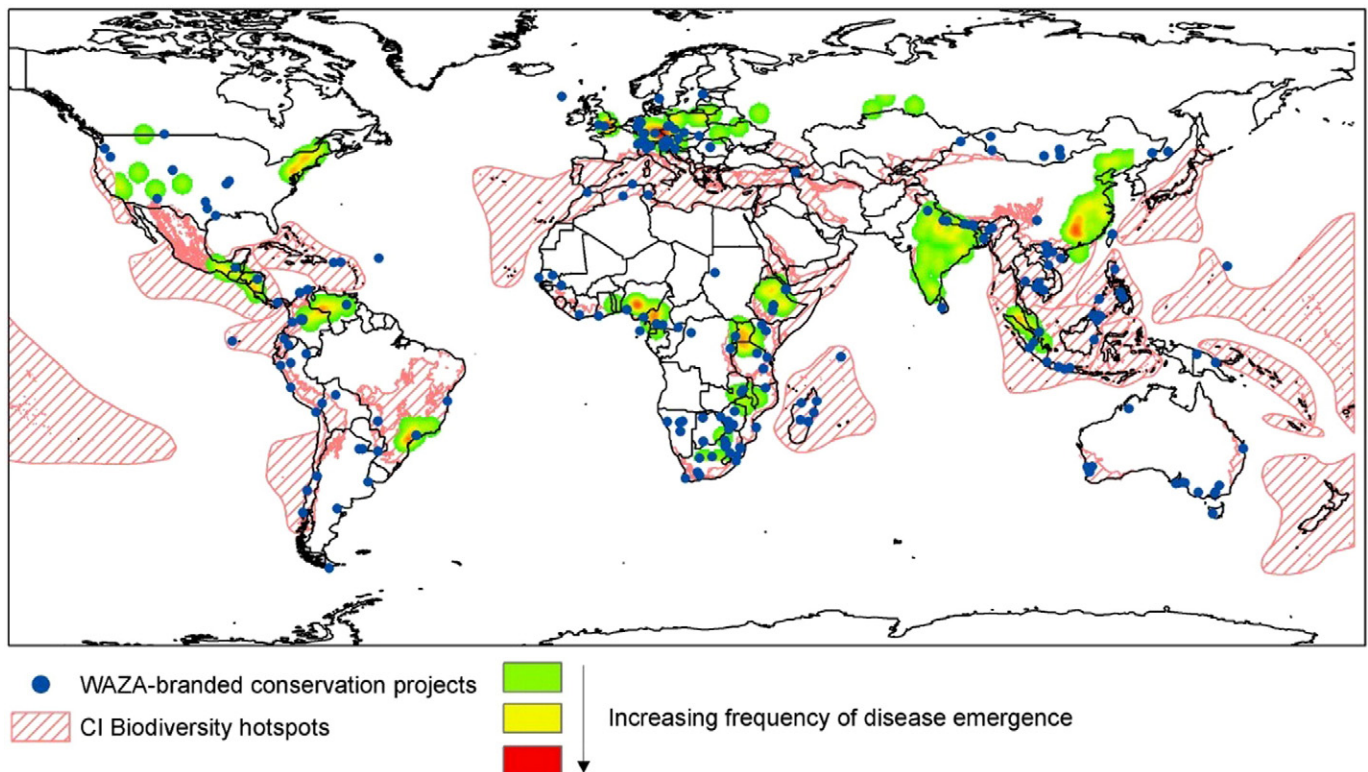 WAZA-branded conservation projects
CI Biodiversity hotspots
Increasing frequency of disease emergence